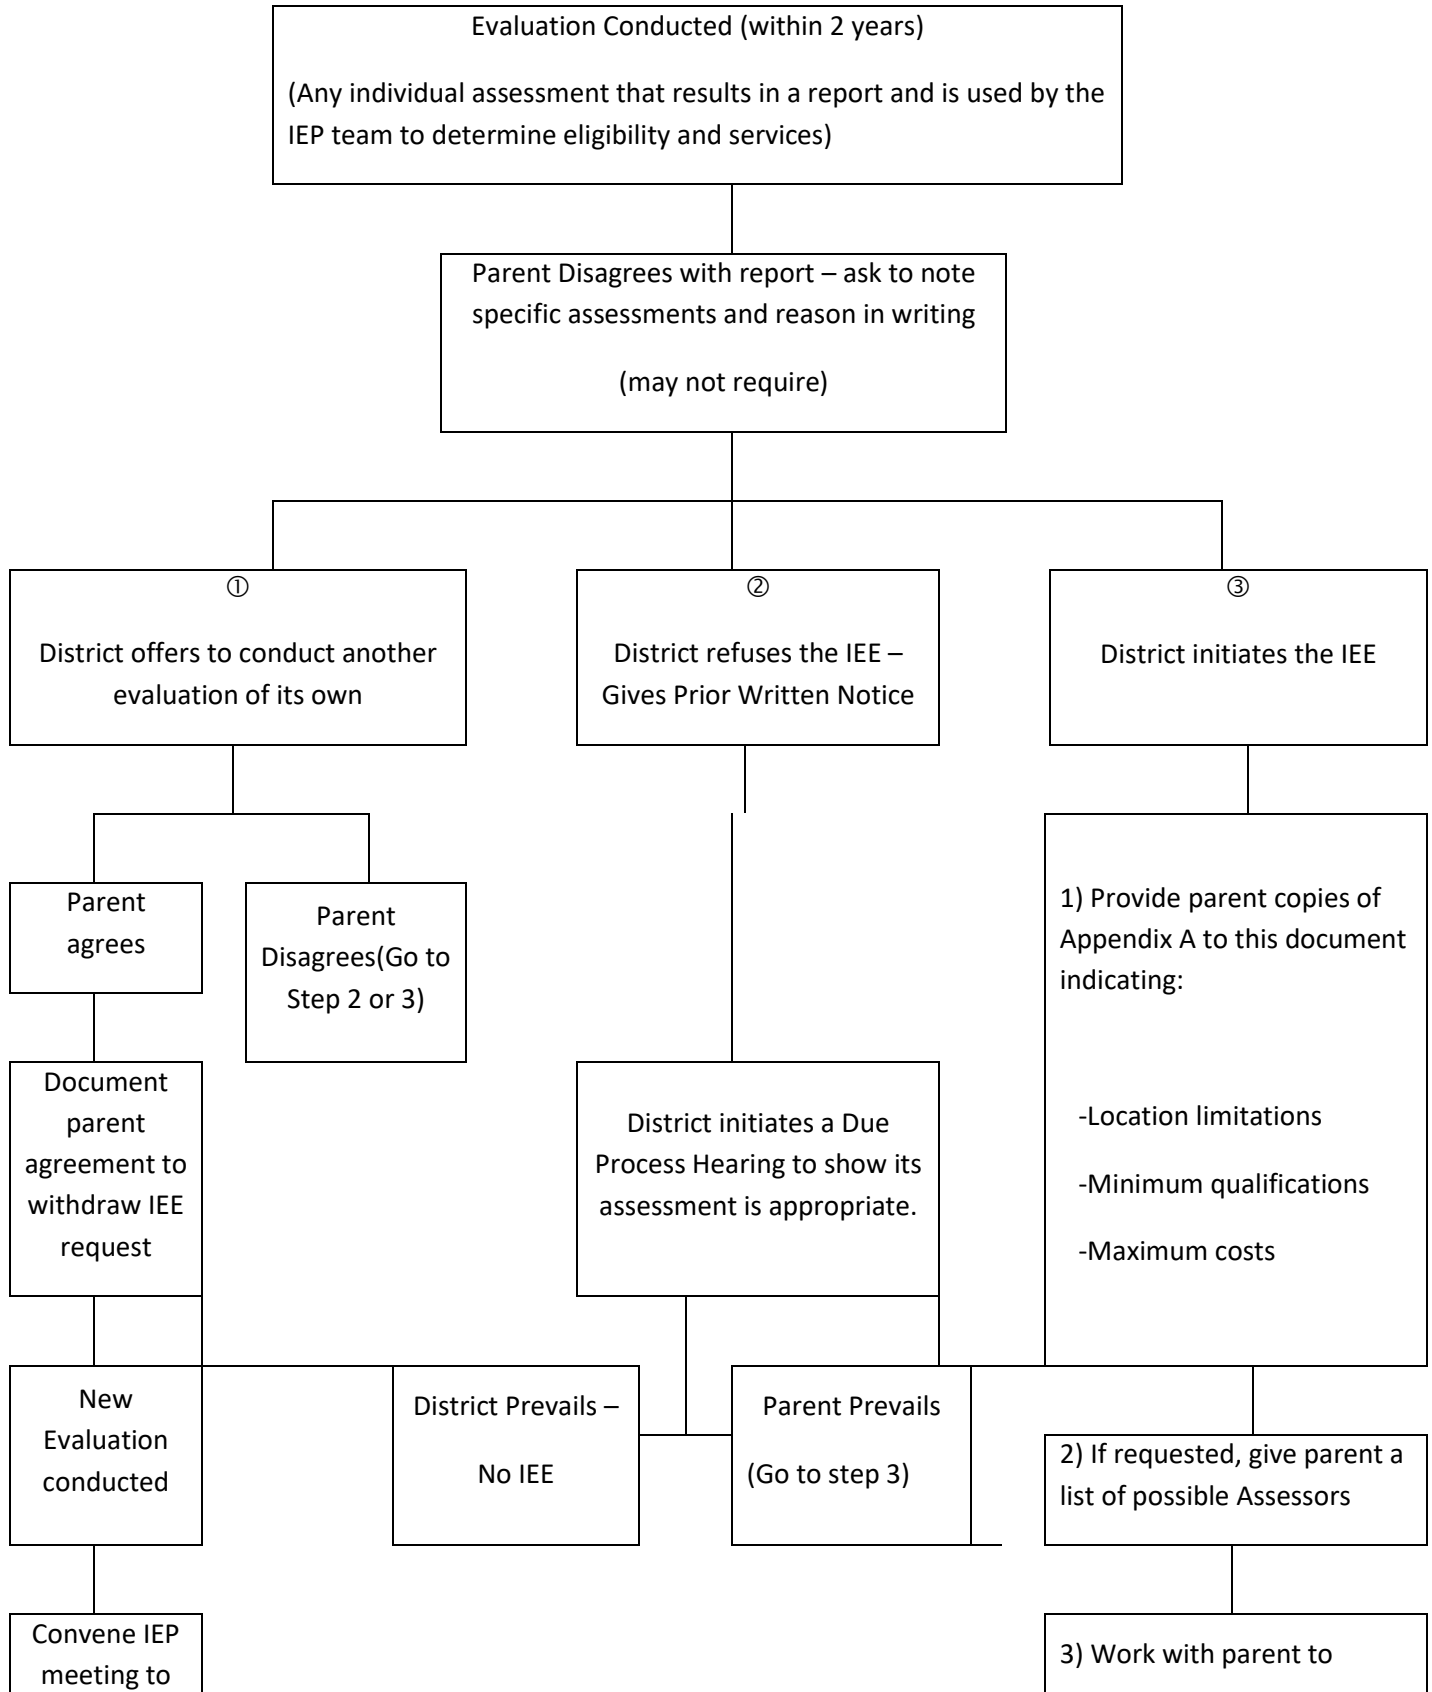 Evaluation Conducted (within 2 years)
(Any individual assessment that results in a report and is used by the
IEP team to determine eligibility and services)
Parent Disagrees with report – ask to note
specific assessments and reason in writing
(may not require)
①
District offers to conduct another
evaluation of its own
②
District refuses the IEE –
Gives Prior Written Notice
③
District initiates the IEE
Parent
agrees
Parent
Disagrees(Go to
Step 2 or 3)
Document
parent
agreement to
withdraw IEE
request
District initiates a Due
Process Hearing to show its
assessment is appropriate.
1) Provide parent copies of
Appendix A to this document
indicating:
-Location limitations
-Minimum qualifications
-Maximum costs
New
Evaluation
conducted
District Prevails –
No IEE
Parent Prevails
(Go to step 3)
2) If requested, give parent a
list of possible Assessors
Convene IEP
meeting to
3) Work with parent to